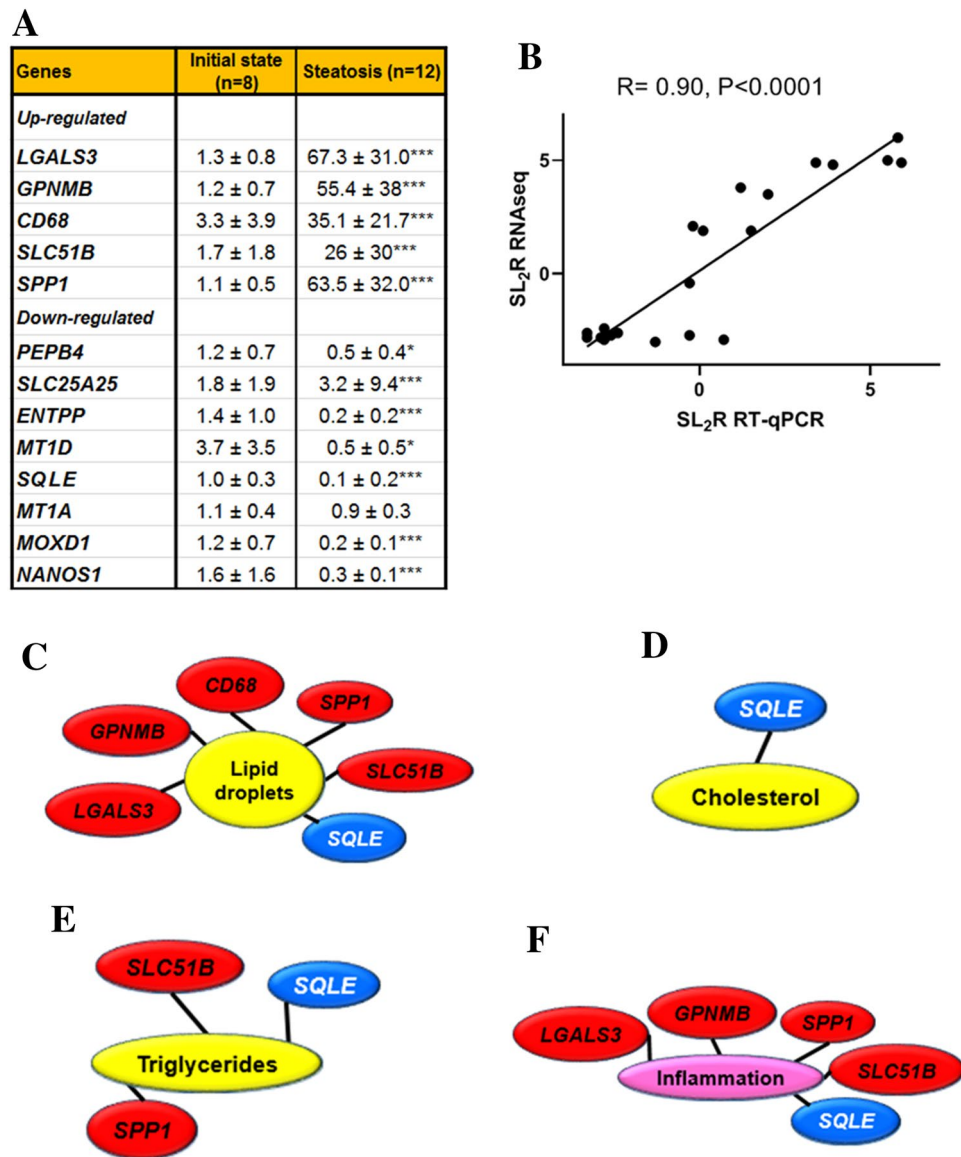 A
Genes Initial state (n=8) Steatosis (n=12)
Up-regulated
LGALS3 1.3 ± 0.8 67.3 ± 31.0***
GPNMB 1.2 ± 0.7 55.4 ± 38***
CD68 3.3 ± 3.9 35.1 ± 21.7***
SLC51B 1.7 ± 1.8 26 ± 30***
SPP1 1.1 ± 0.5 63.5 ± 32.0***
Down-regulated
PEPB4 1.2 ± 0.7 0.5 ± 0.4*
SLC25A25 1.8 ± 1.9 3.2 ± 9.4***
ENTPP 1.4 ± 1.0 0.2 ± 0.2***
MT1D 3.7 ± 3.5 0.5 ± 0.5*
SQLE 1.0 ± 0.3 0.1 ± 0.2***
MT1A 1.1 ± 0.4 0.9 ± 0.3
MOXD1 1.2 ± 0.7 0.2 ± 0.1***
NANOS1 1.6 ± 1.6 0.3 ± 0.1***
B
R= 0.90, P<0.0001
SL₂R RNAseq
5
0
0 5
SL₂R RT-qPCR
C
CD68
SPP1
GPNMB
Lipid
droplets
SLC51B
LGALS3
SQLE
D
SQLE
Cholesterol
E
SLC51B
SQLE
Triglycerides
SPP1
F
LGALS3
GPNMB
SPP1
Inflammation
SLC51B
SQLE